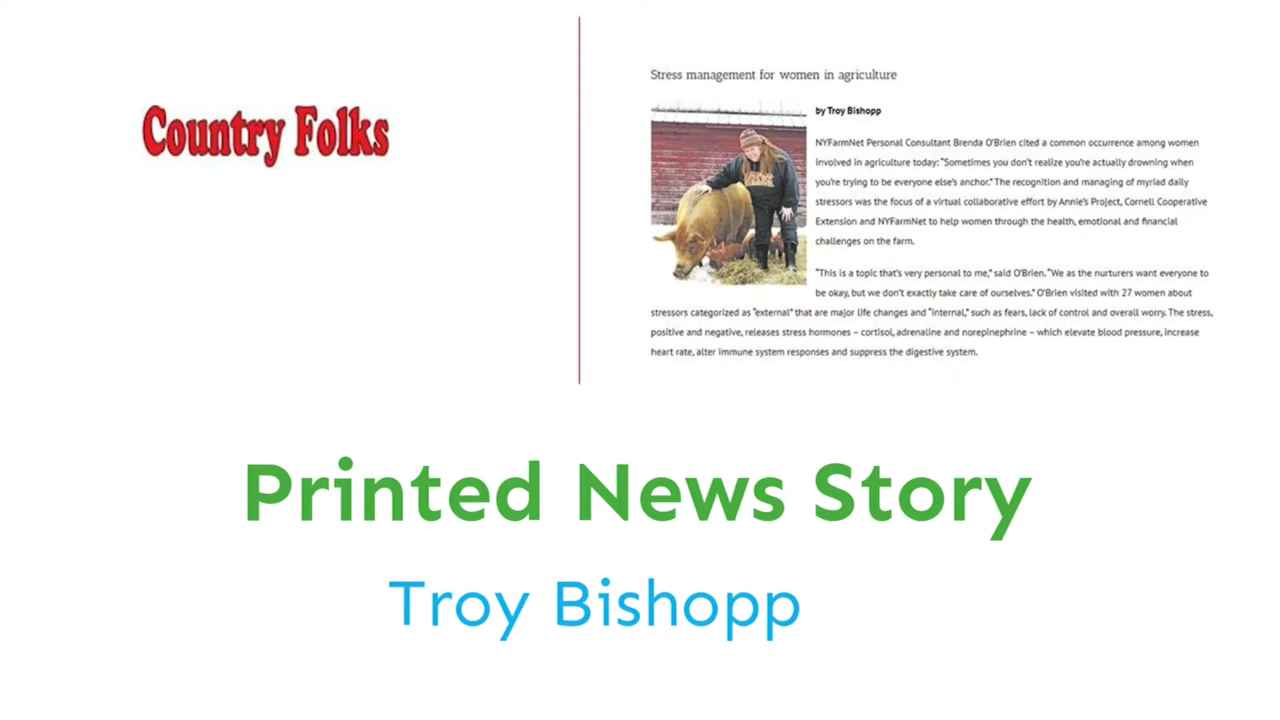 Country Folks
Stress management for women in agriculture
by Troy Bishopp
NYFarmNet Personal Consultant Brenda O'Brien cited a common occurrence among women
involved in agriculture today: "Sometimes you don't realize you're actually drowning when
you're trying to be everyone else's anchor." The recognition and managing of myriad daily
stressors was the focus of a virtual collaborative effort by Annie's Project, Cornell Cooperative
Extension and NYFarmNet to help women through the health, emotional and financial
challenges on the farm.
"This is a topic that's very personal to me," said O'Brien. "We as the nurturers want everyone to
be okay, but we don't exactly take care of ourselves." O'Brien visited with 27 women about
stressors categorized as "external" that are major life changes and "internal," such as fears, lack of control and overall worry. The stress,
positive and negative, releases stress hormones – cortisol, adrenaline and norepinephrine – which elevate blood pressure, increase
heart rate, alter immune system responses and suppress the digestive system.
Printed News Story
Troy Bishopp